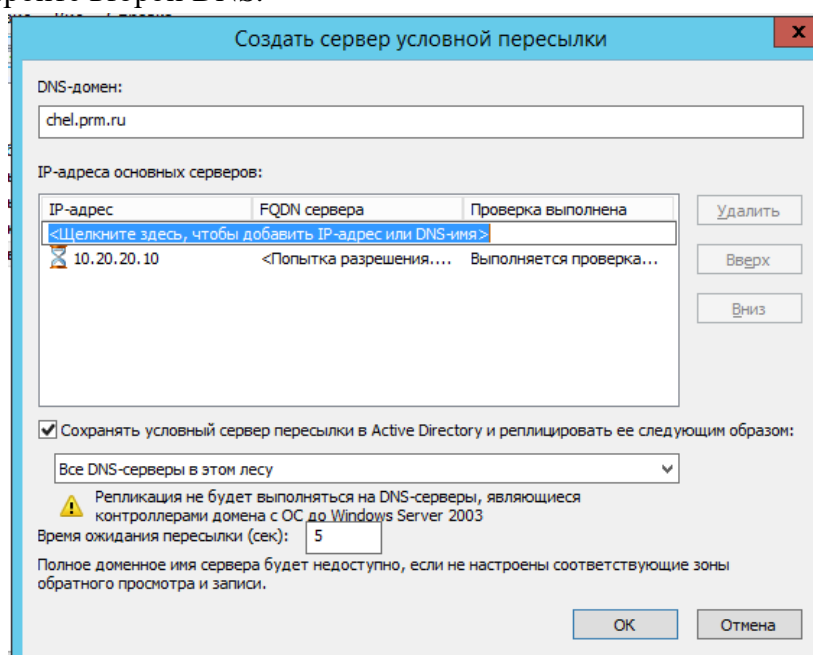 второй DNS.
Создать сервер условной пересылки
x
DNS-домен:
chel.prm.ru
IP-адреса основных серверов:
IP-адрес FQDN сервера Проверка выполнена
<Щелкните здесь, чтобы добавить IP-адрес или DNS-имя>
10.20.20.10 <Попытка разрешения.... Выполняется проверка...
Удалить
Вверх
Вниз
Сохранять условный сервер пересылки в Active Directory и реплицировать ее следующим образом:
Все DNS-серверы в этом лесу
Репликация не будет выполняться на DNS-серверы, являющиеся
контроллерами домена с ОС до Windows Server 2003
Время ожидания пересылки (сек): 5
Полное доменное имя сервера будет недоступно, если не настроены соответствующие зоны
обратного просмотра и записи.
ОК Отмена